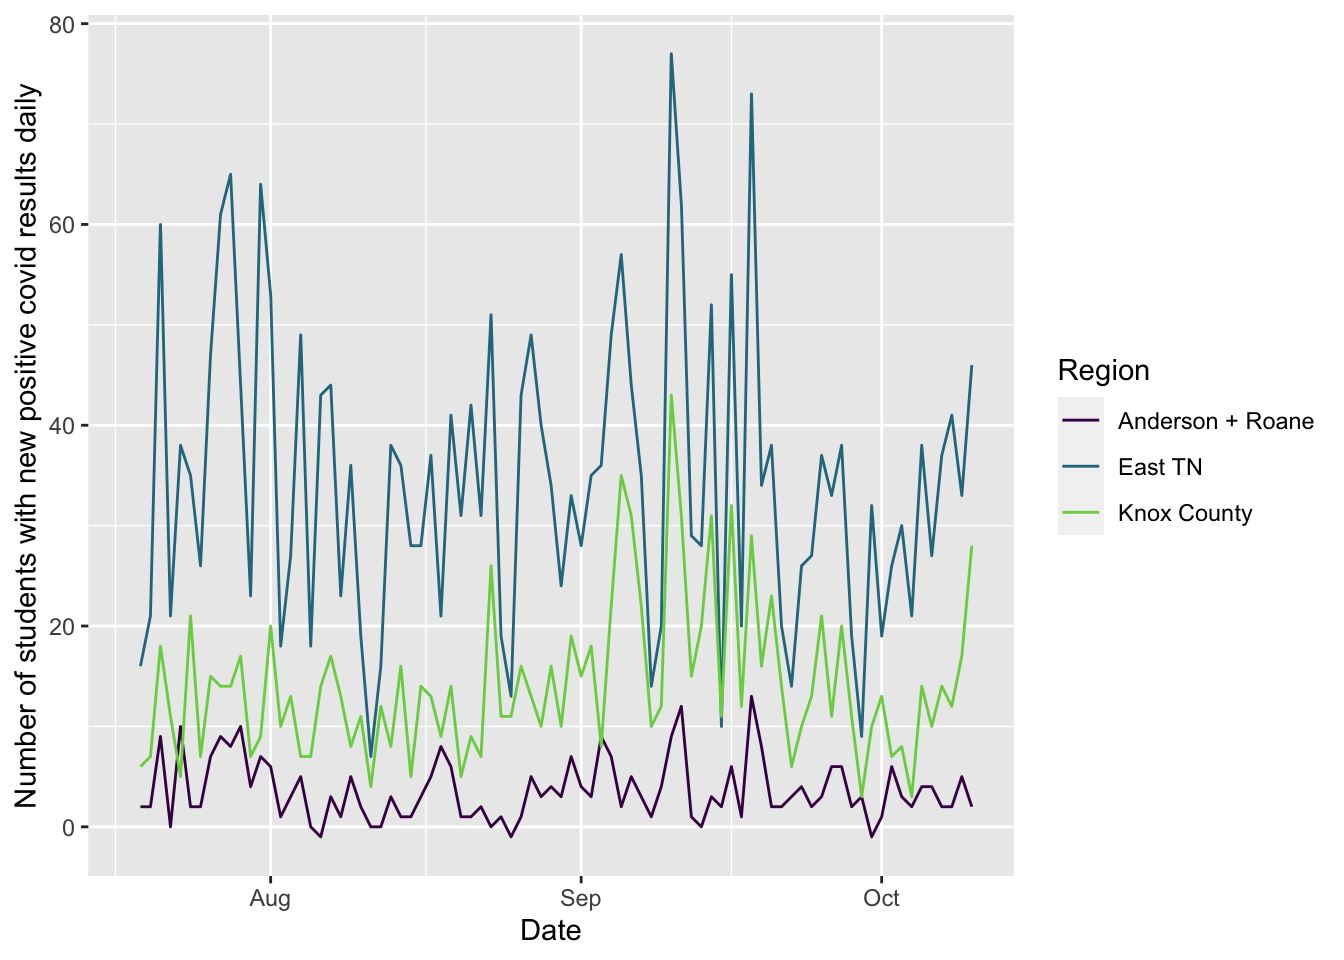 Number of students with new positive covid results daily
80
60
40
20
0
Aug
Sep
Oct
Date
Region
Anderson + Roane
East TN
Knox County